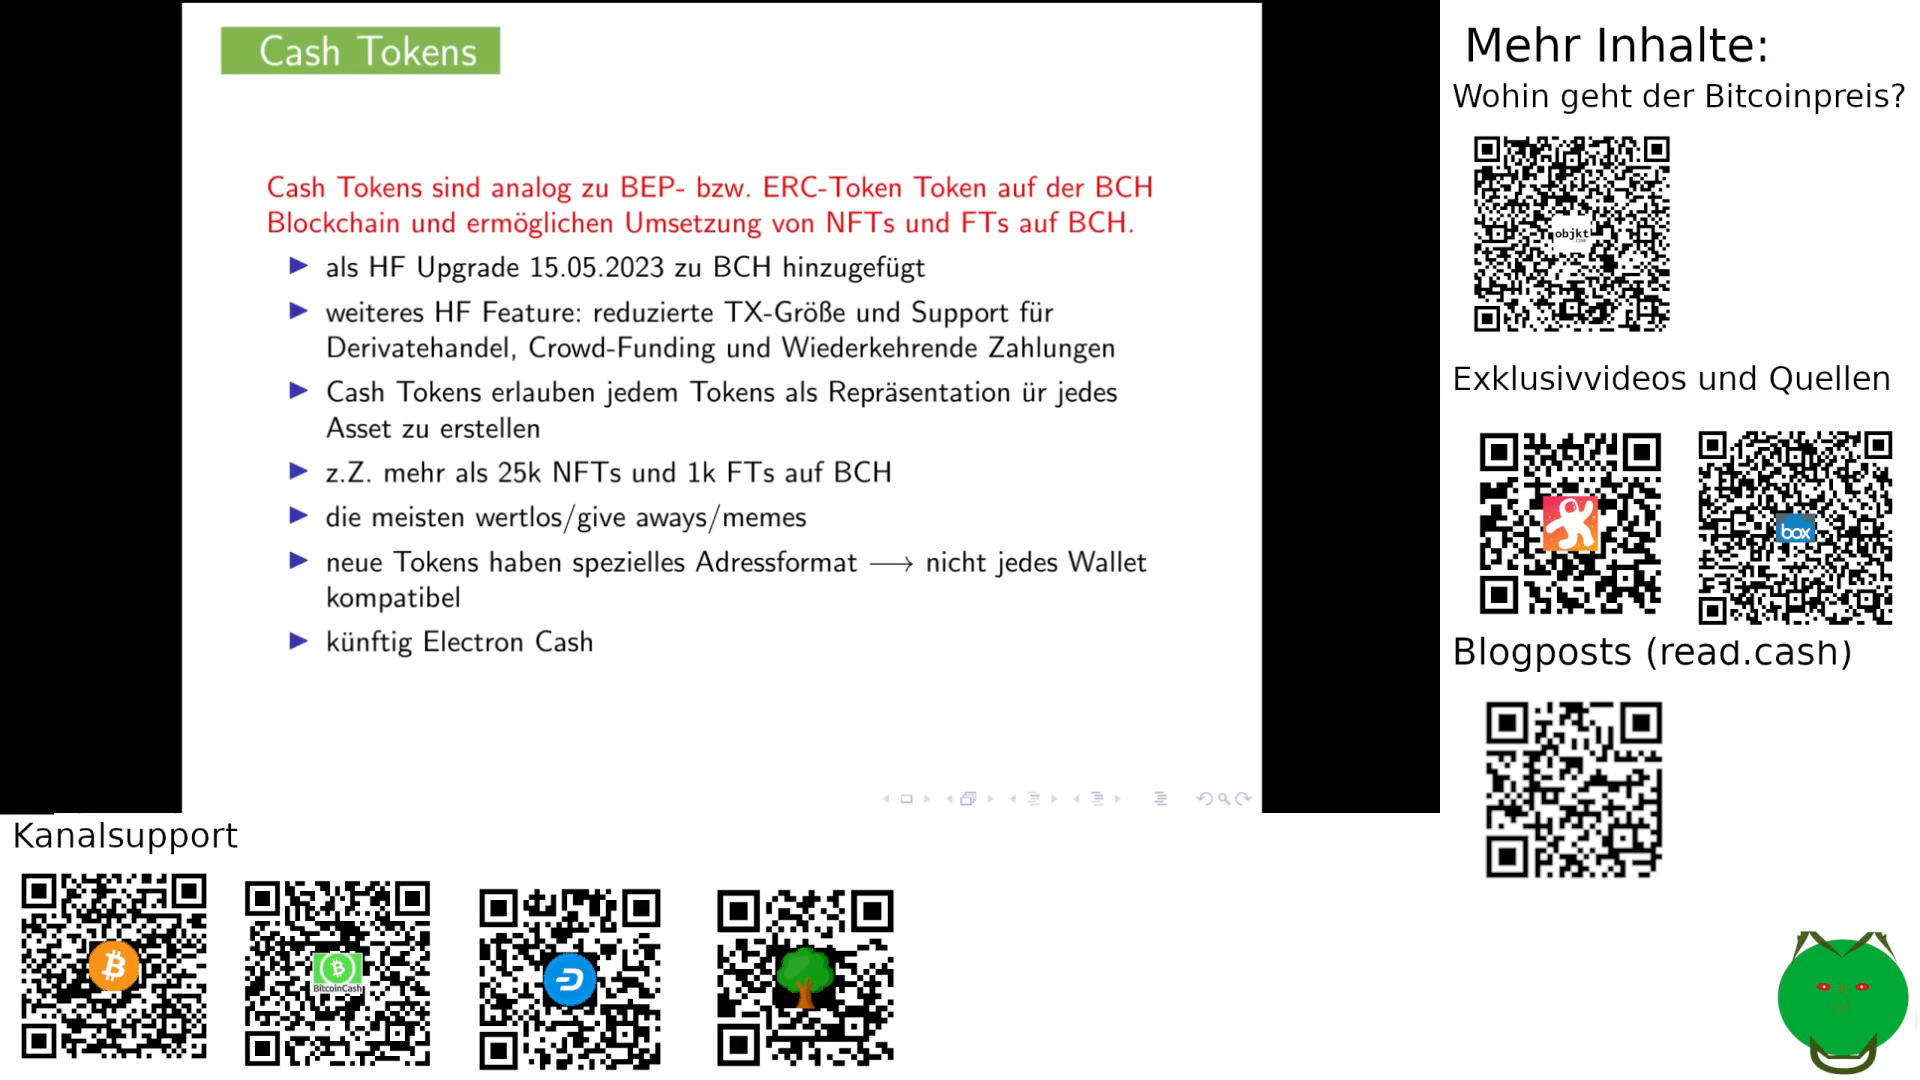 Cash Tokens
Cash Tokens sind analog zu BEP- bzw. ERC-Token Token auf der BCH
Blockchain und ermöglichen Umsetzung von NFTs und FTs auf BCH.
als HF Upgrade 15.05.2023 zu BCH hinzugefügt
weiteres HF Feature: reduzierte TX-Größe und Support für
Derivatehandel, Crowd-Funding und Wiederkehrende Zahlungen
Cash Tokens erlauben jedem Tokens als Repräsentation ür jedes
Asset zu erstellen
z.Z. mehr als 25k NFTs und 1k FTs auf BCH
die meisten wertlos/give aways/memes
neue Tokens haben spezielles Adressformat ⟶ nicht jedes Wallet
kompatibel
künftig Electron Cash
Mehr Inhalte:
Wohin geht der Bitcoinpreis?
objkt
Exklusivvideos und Quellen
box
Blogposts (read.cash)
Kanalsupport
BitcoinCash